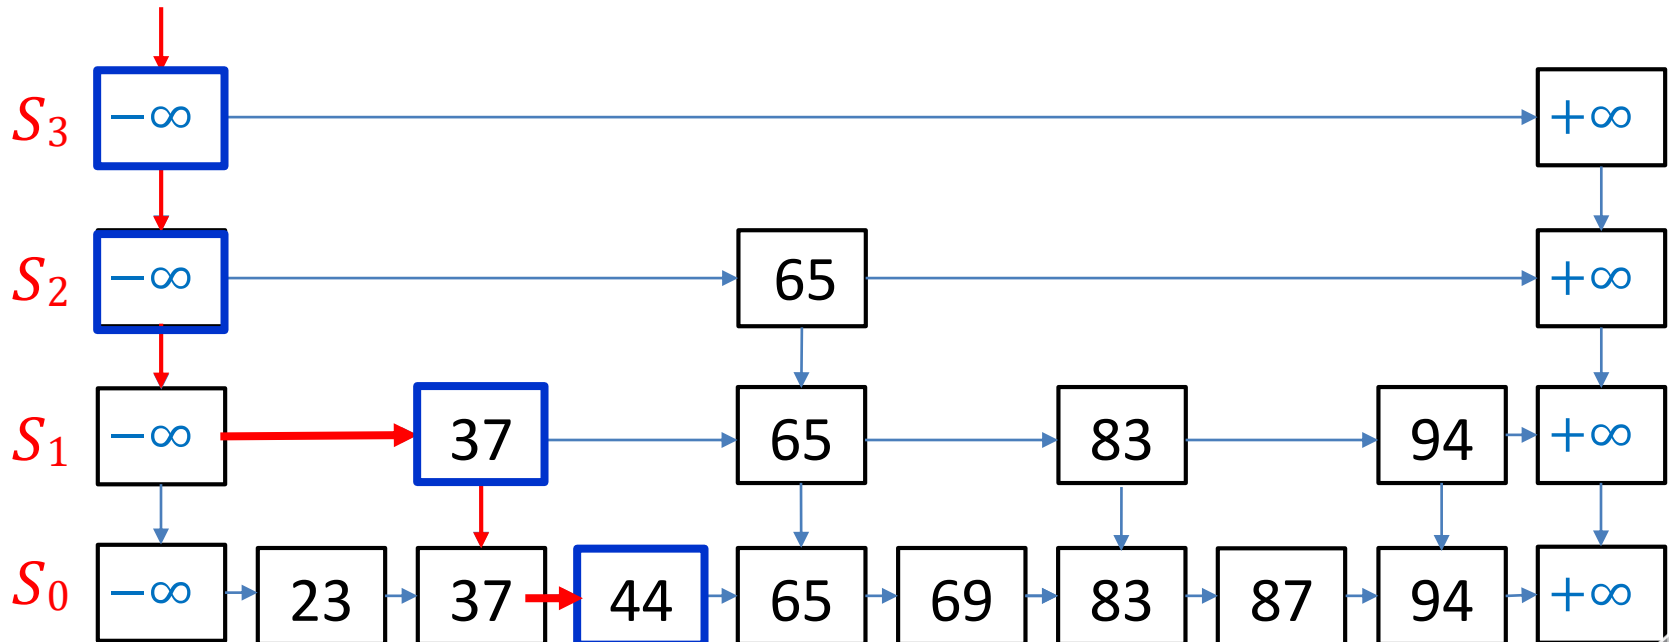 S₃ −∞ +∞
S₂ −∞ 65 +∞
S₁ −∞ 37 65 83 94 +∞
S₀ −∞ 23 37 44 65 69 83 87 94 +∞